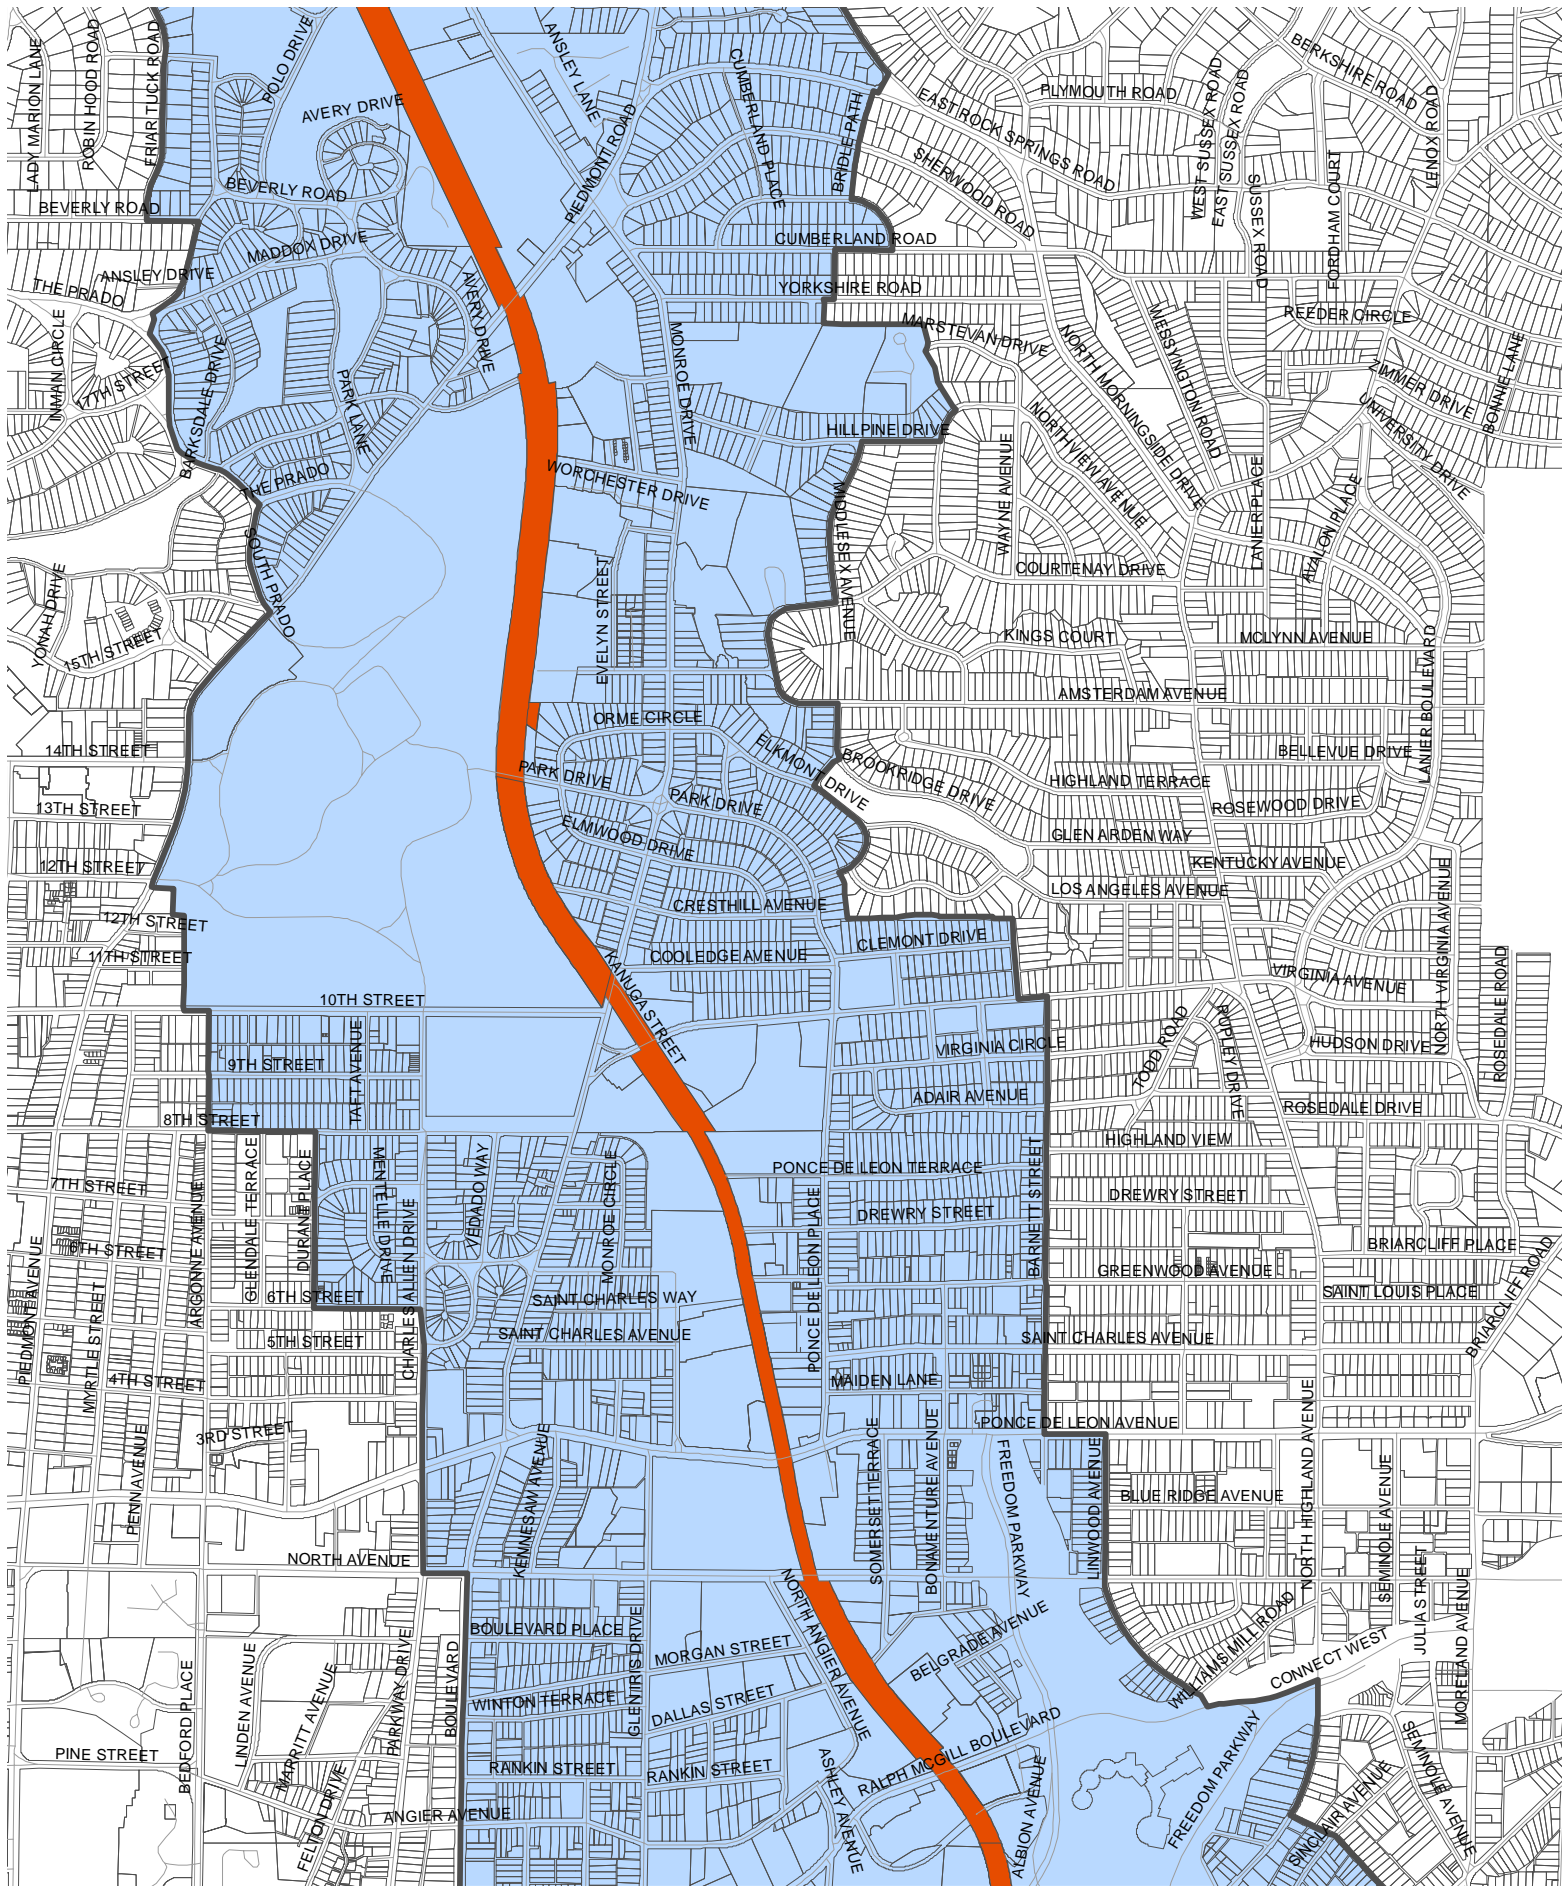 LADY MARION LANE
ROBIN HOOD ROAD
FRIAR TUCK ROAD
POLO DRIVE
AVERY DRIVE
ANSLEY LANE
CUMBERLAND PLACE
BRIDLE PATH
PIEDMONT ROAD
EAST ROCK SPRINGS ROAD
PLYMOUTH ROAD
WEST SUSSEX ROAD
EAST SUSSEX ROAD
BERKSHIRE ROAD
LENOX ROAD
SHERWOOD ROAD
SUSSEX ROAD
FORDHAM COURT
BEVERLY ROAD
BEVERLY ROAD
MADDOX DRIVE
CUMBERLAND ROAD
ANSLEY DRIVE
THE PRADO
AVERY DRIVE
YORKSHIRE ROAD
MARSTEVAN DRIVE
NORTH MORNINGSIDE DRIVE
WESSYNGTON ROAD
REEDER CIRCLE
INMAN CIRCLE
17TH STREET
BARKSDALE DRIVE
PARK LANE
MONROE DRIVE
ZIMMER DRIVE
BONNIE LANE
UNIVERSITY DRIVE
HILLPINE DRIVE
NORTHVIEW AVENUE
WAYNE AVENUE
THE PRADO
WORCHESTER DRIVE
MIDDLESEX AVENUE
LANIER PLACE
AVALON PLACE
SOUTH PRADO
EVELYN STREET
COURTENAY DRIVE
YONAH DRIVE
15TH STREET
KINGS COURT
MCLYNN AVENUE
LANIER BOULEVARD
AMSTERDAM AVENUE
ORME CIRCLE
14TH STREET
ELKMONT DRIVE
BROOKRIDGE DRIVE
BELLEVUE DRIVE
PARK DRIVE
PARK DRIVE
HIGHLAND TERRACE
13TH STREET
ROSEWOOD DRIVE
ELMWOOD DRIVE
GLEN ARDEN WAY
12TH STREET
KENTUCKY AVENUE
LOS ANGELES AVENUE
NORTH VIRGINIA AVENUE
12TH STREET
CRESTHILL AVENUE
11TH STREET
COOLEDGE AVENUE
CLEMONT DRIVE
VIRGINIA AVENUE
ROSEDALE ROAD
KANUGA STREET
10TH STREET
9TH STREET
TAFT AVENUE
VIRGINIA CIRCLE
TODD ROAD
RUPLEY DRIVE
HUDSON DRIVE
ADAIR AVENUE
ROSEDALE DRIVE
8TH STREET
HIGHLAND VIEW
7TH STREET
ARGONNE AVENUE
GLENDALE TERRACE
DURANT PLACE
MENTELLE DRIVE
VEDADO WAY
MONROE CIRCLE
PONCE DE LEON TERRACE
BARNETT STREET
DREWRY STREET
DREWRY STREET
PONCE DE LEON PLACE
6TH STREET
CHARLES ALLEN DRIVE
BRIARCLIFF PLACE
BRIARCLIFF ROAD
GREENWOOD AVENUE
PIEDMONT AVENUE
MYRTLE STREET
6TH STREET
SAINT CHARLES WAY
SAINT LOUIS PLACE
5TH STREET
SAINT CHARLES AVENUE
SAINT CHARLES AVENUE
4TH STREET
MAIDEN LANE
PENN AVENUE
3RD STREET
PONCE DE LEON AVENUE
NORTH HIGHLAND AVENUE
KENNESAW AVENUE
SOMERSET TERRACE
BONAVENTURE AVENUE
FREEDOM PARKWAY
LINWOOD AVENUE
BLUE RIDGE AVENUE
SEMINOLE AVENUE
NORTH AVENUE
JULIA STREET
MORELAND AVENUE
BOULEVARD PLACE
GLEN IRIS DRIVE
NORTH ANGIER AVENUE
BELGRADE AVENUE
WILLIAMS MILL ROAD
CONNECT WEST
MORGAN STREET
BEDFORD PLACE
LINDEN AVENUE
MARRITT AVENUE
PARKWAY DRIVE
BOULEVARD
WINTON TERRACE
DALLAS STREET
PINE STREET
RANKIN STREET
RANKIN STREET
RALPH MCGILL BOULEVARD
FREEDOM PARKWAY
SEMINOLE AVENUE
FELTON DRIVE
ANGIER AVENUE
ASHLEY AVENUE
ALBION AVENUE
SINCLAIR AVENUE